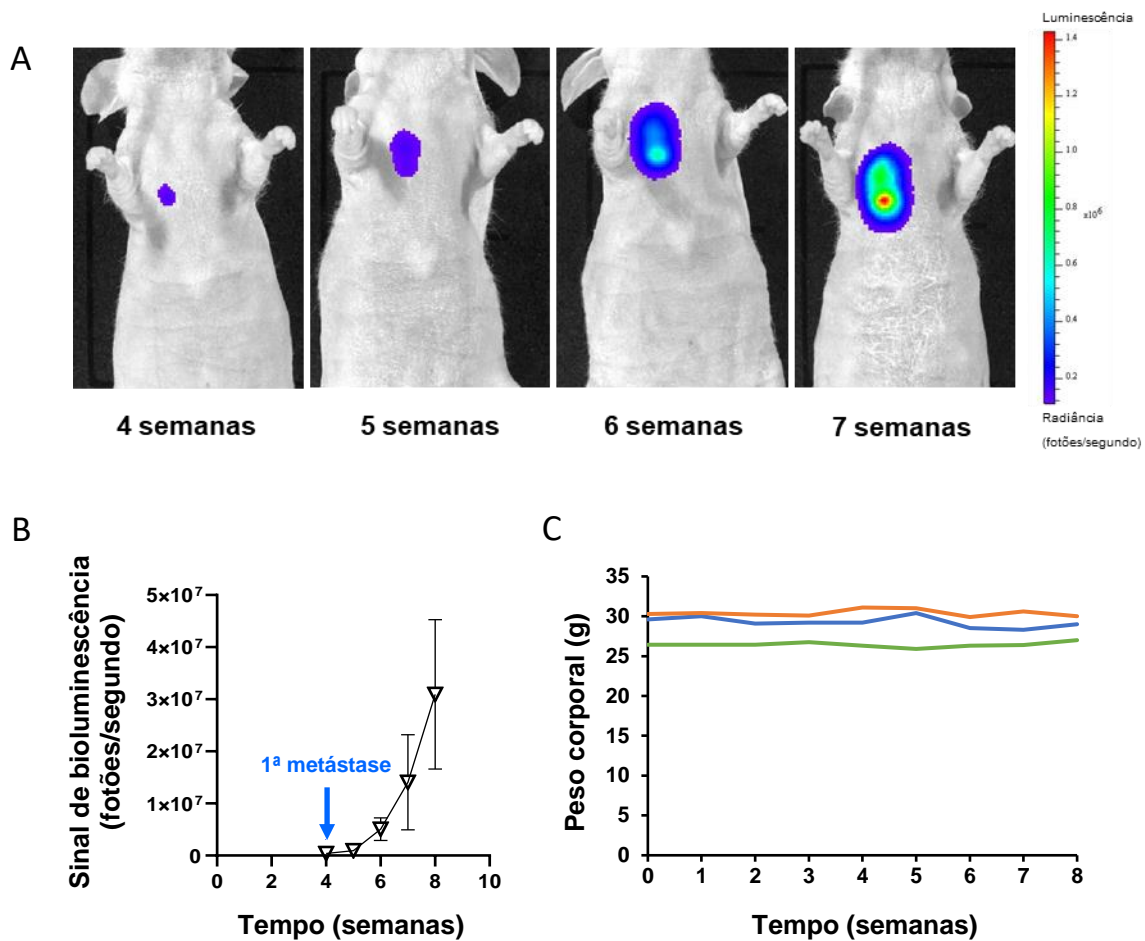 A
Luminescência
1.4
1.2
1.0
0.8
x10⁶
0.6
0.4
0.2
Radiância
(fotões/segundo)
4 semanas
5 semanas
6 semanas
7 semanas
B
Sinal de bioluminescência
(fotões/segundo)
5×10⁷
4×10⁷
3×10⁷
2×10⁷
1×10⁷
0
1ª metástase
0 2 4 6 8 10
Tempo (semanas)
C
Peso corporal (g)
35
30
25
20
15
10
5
0
0 1 2 3 4 5 6 7 8
Tempo (semanas)